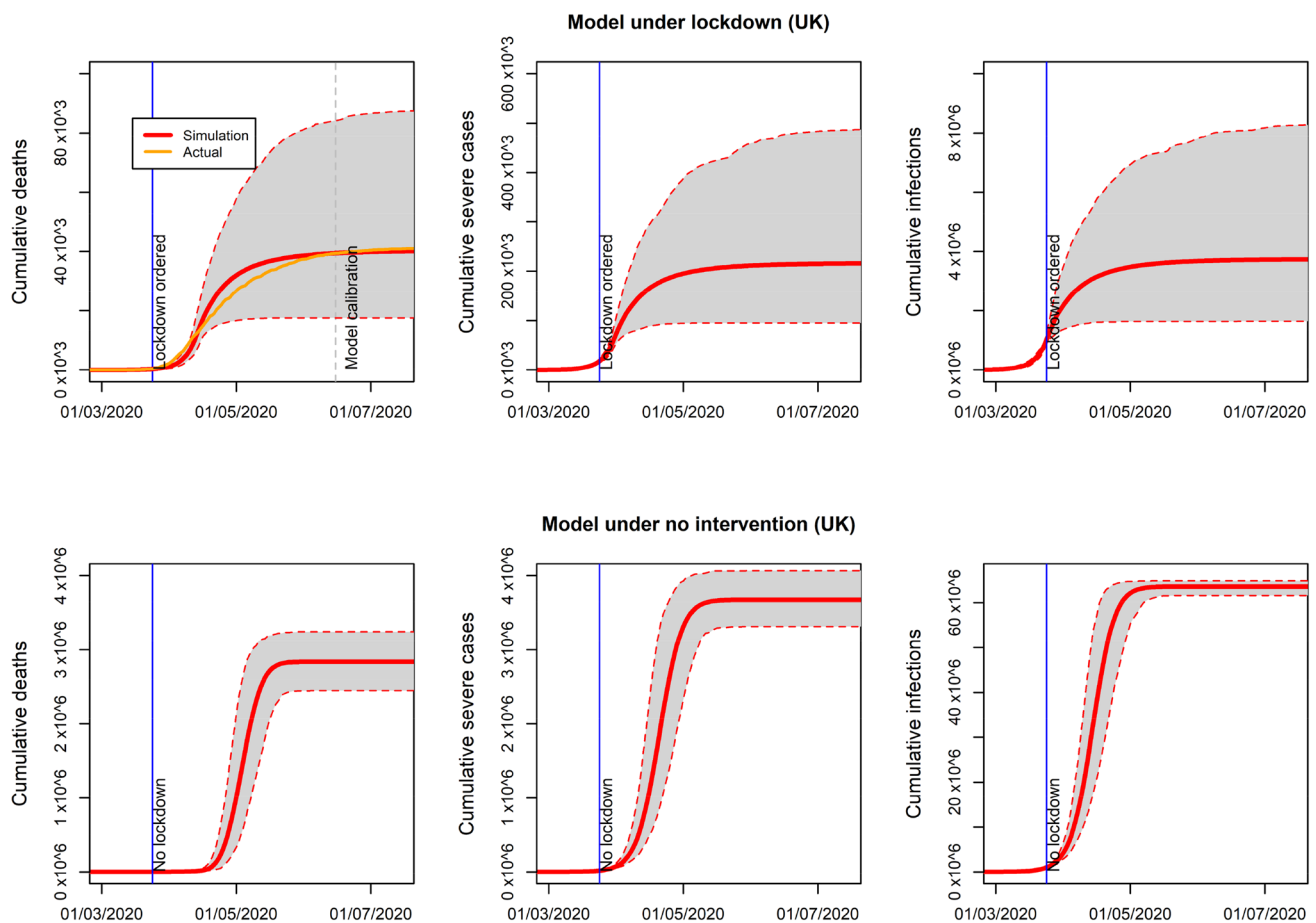 Model under lockdown (UK)
Cumulative deaths
0 x10^3
40 x10^3
80 x10^3
Simulation
Actual
Lockdown ordered
Model calibration
01/03/2020
01/05/2020
01/07/2020
Cumulative severe cases
0 x10^3
200 x10^3
400 x10^3
600 x10^3
Lockdown ordered
01/03/2020
01/05/2020
01/07/2020
Cumulative infections
0 x10^6
4 x10^6
8 x10^6
Lockdown ordered
01/03/2020
01/05/2020
01/07/2020
Model under no intervention (UK)
Cumulative deaths
0 x10^6
1 x10^6
2 x10^6
3 x10^6
4 x10^6
No lockdown
01/03/2020
01/05/2020
01/07/2020
Cumulative severe cases
0 x10^6
1 x10^6
2 x10^6
3 x10^6
4 x10^6
No lockdown
01/03/2020
01/05/2020
01/07/2020
Cumulative infections
0 x10^6
20 x10^6
40 x10^6
60 x10^6
No lockdown
01/03/2020
01/05/2020
01/07/2020